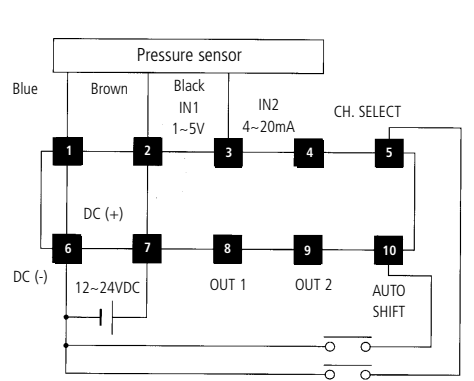 Pressure sensor
Blue
Brown
Black
IN1
1~5V
IN2
4~20mA
CH. SELECT
1
2
3
4
5
DC (+)
6
7
8
9
10
DC (-)
12~24VDC
OUT 1
OUT 2
AUTO
SHIFT